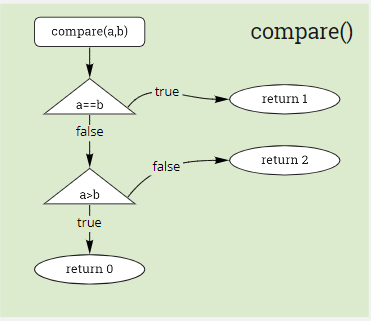 compare(a,b)
compare()
true
a==b
return 1
false
false
return 2
a>b
true
return 0